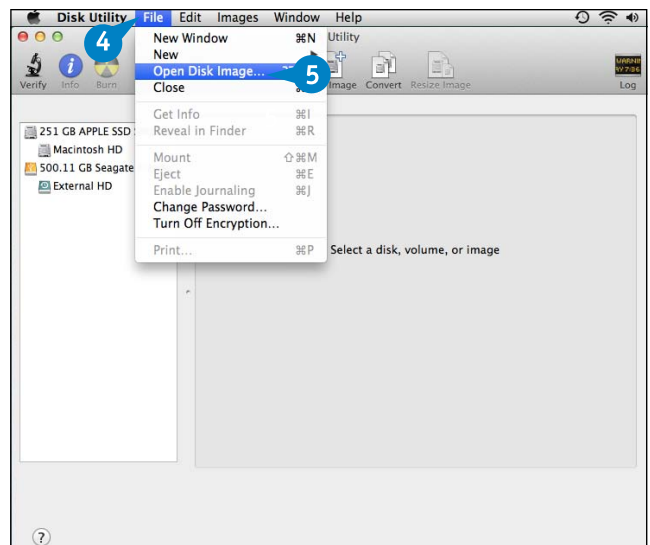 Disk Utility File Edit Images Window Help
4
Utility
New Window ⌘N
New
Open Disk Image...
5
Close
Verify Info Burn Image Convert Resize Image Log
Get Info ⌘I
Reveal in Finder ⌘R
Mount ⇧⌘M
Eject ⌘E
Enable Journaling ⌘J
Change Password...
Turn Off Encryption...
Print... ⌘P
251 GB APPLE SSD
Macintosh HD
500.11 GB Seagate
External HD
Select a disk, volume, or image
?